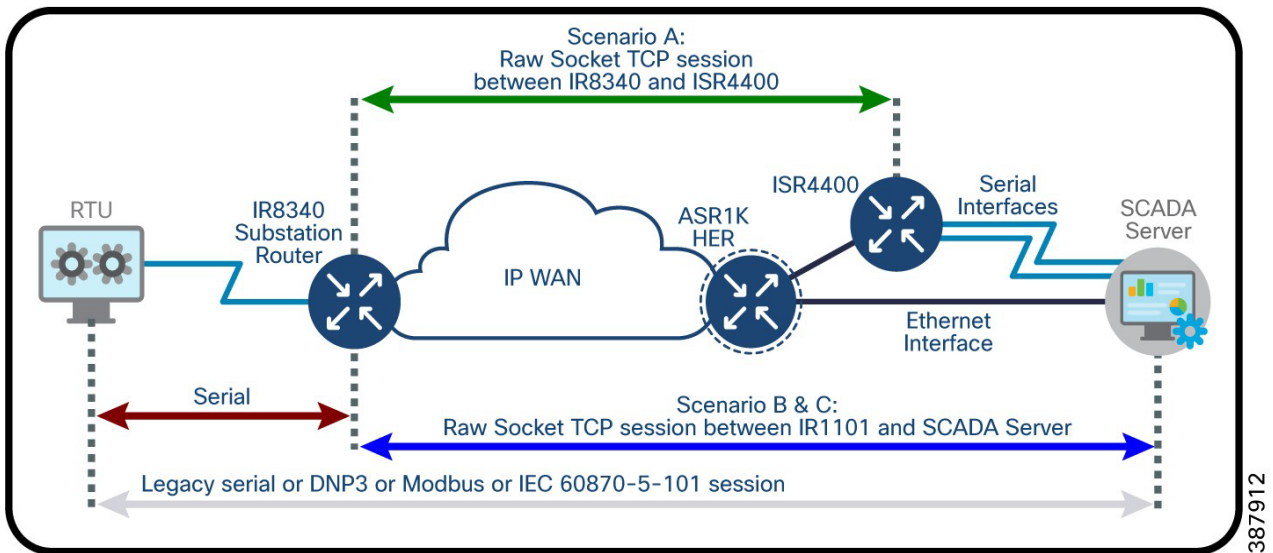 Scenario A:
Raw Socket TCP session
between IR8340 and ISR4400
RTU
IR8340
Substation
Router
IP WAN
ASR1K
HER
ISR4400
Serial
Interfaces
SCADA
Server
Ethernet
Interface
Serial
Scenario B & C:
Raw Socket TCP session between IR1101 and SCADA Server
Legacy serial or DNP3 or Modbus or IEC 60870-5-101 session
387912